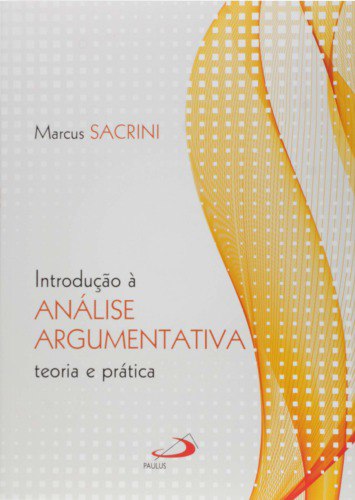 Marcus SACRINI
Introdução à
ANÁLISE
ARGUMENTATIVA
teoria e prática
PAULUS